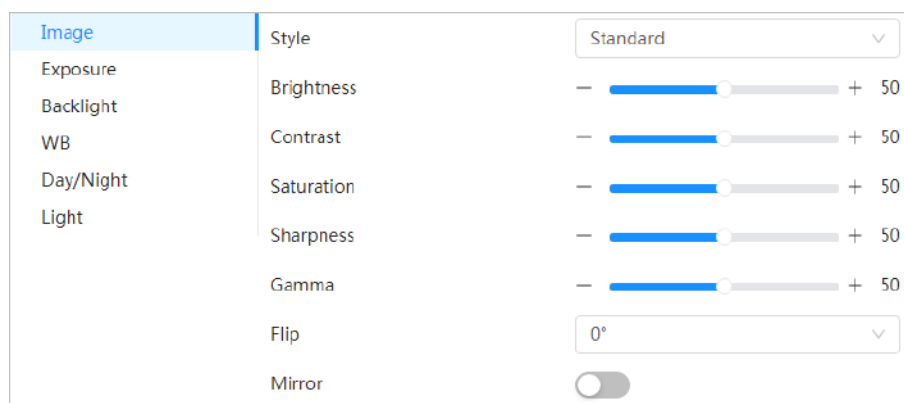 Image
Exposure
Backlight
WB
Day/Night
Light
Style Standard
Brightness 50
Contrast 50
Saturation 50
Sharpness 50
Gamma 50
Flip 0°
Mirror